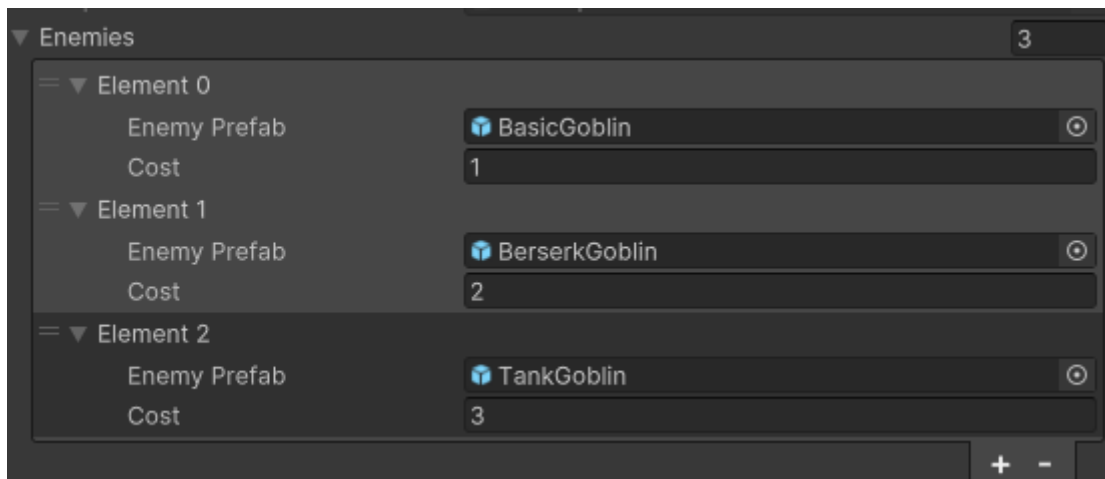 Enemies 3
Element 0
Enemy Prefab BasicGoblin
Cost 1
Element 1
Enemy Prefab BerserkGoblin
Cost 2
Element 2
Enemy Prefab TankGoblin
Cost 3
+ -